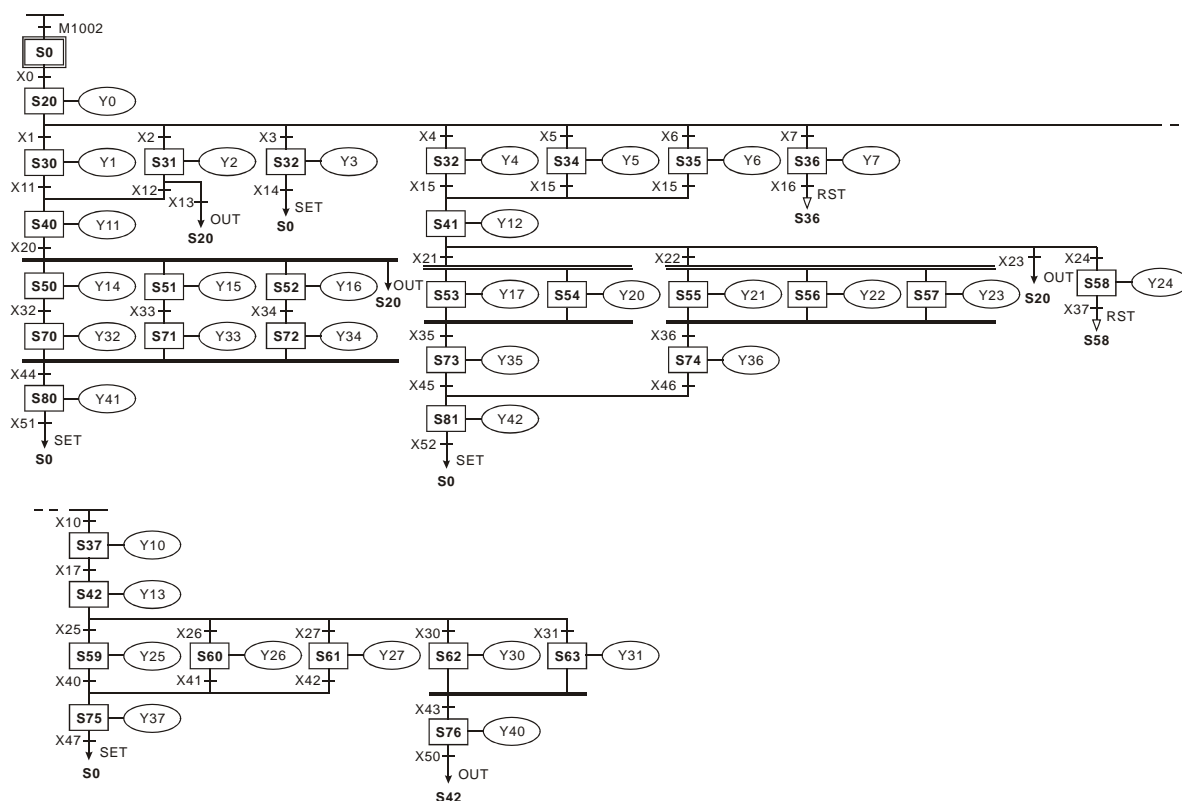 M1002
S0
X0
S20 Y0
X1 X2 X3 X4 X5 X6 X7
S30 Y1 S31 Y2 S32 Y3 S32 Y4 S34 Y5 S35 Y6 S36 Y7
X11 X12 X13 X14 X15 X15 X15 X16
OUT SET RST
S20 S0 S36
S40 Y11 S41 Y12
X20 X21 X22 X23 X24
OUT OUT
S20 S20
S50 Y14 S51 Y15 S52 Y16 S53 Y17 S54 Y20 S55 Y21 S56 Y22 S57 Y23 S58 Y24
X32 X33 X34 X37 RST
S58
S70 Y32 S71 Y33 S72 Y34
X35 X36
S73 Y35 S74 Y36
X44 X45 X46
S80 Y41 S81 Y42
X51 SET X52 SET
S0 S0
X10
S37 Y10
X17
S42 Y13
X25 X26 X27 X30 X31
S59 Y25 S60 Y26 S61 Y27 S62 Y30 S63 Y31
X40 X41 X42
X43
S75 Y37 S76 Y40
X47 SET X50 OUT
S0 S42